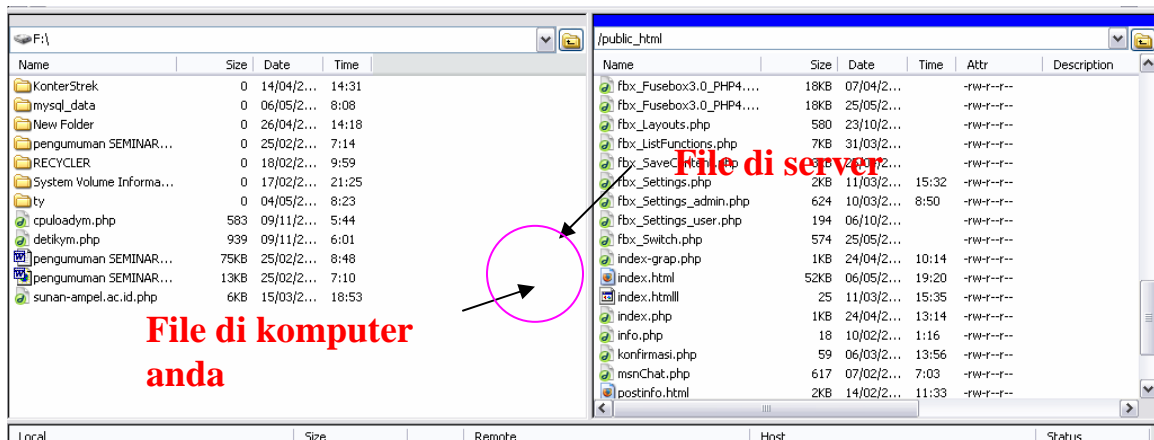 F:\
Name Size Date Time
KonterStrek 0 14/04/2... 14:31
mysql_data 0 06/05/2... 8:08
New Folder 0 26/04/2... 14:18
pengumuman SEMINAR... 0 25/02/2... 7:14
RECYCLER 0 18/02/2... 9:59
System Volume Informa... 0 17/02/2... 21:25
ty 0 04/05/2... 8:23
cpuloadym.php 583 09/11/2... 5:44
detikym.php 939 09/11/2... 6:01
pengumuman SEMINAR... 75KB 25/02/2... 8:48
pengumuman SEMINAR... 13KB 25/02/2... 7:10
sunan-ampel.ac.id.php 6KB 15/03/2... 18:53
File di komputer
anda
/public_html
Name Size Date Time Attr Description
fbx_Fusebox3.0_PHP4.... 18KB 07/04/2... -rw-r--r--
fbx_Fusebox3.0_PHP4.... 18KB 25/05/2... -rw-r--r--
fbx_Layouts.php 580 23/10/2... -rw-r--r--
fbx_ListFunctions.php 7KB 31/03/2... -rw-r--r--
fbx_SaveContent.php -rw-r--r--
File di server
fbx_Settings.php 2KB 11/03/2... 15:32 -rw-r--r--
fbx_Settings_admin.php 624 10/03/2... 8:50 -rw-r--r--
fbx_Settings_user.php 194 06/10/2... -rw-r--r--
fbx_Switch.php 574 25/05/2... -rw-r--r--
index-grap.php 1KB 24/04/2... 10:14 -rw-r--r--
index.html 52KB 06/05/2... 19:20 -rw-r--r--
index.htmlll 25 11/03/2... 15:35 -rw-r--r--
index.php 1KB 24/04/2... 13:14 -rw-r--r--
info.php 18 10/02/2... 1:16 -rw-r--r--
konfirmasi.php 59 06/03/2... 13:56 -rw-r--r--
msnChat.php 617 07/02/2... 7:03 -rw-r--r--
postinfo.html 2KB 14/02/2... 11:33 -rw-r--r--
Local Size Remote Host Status